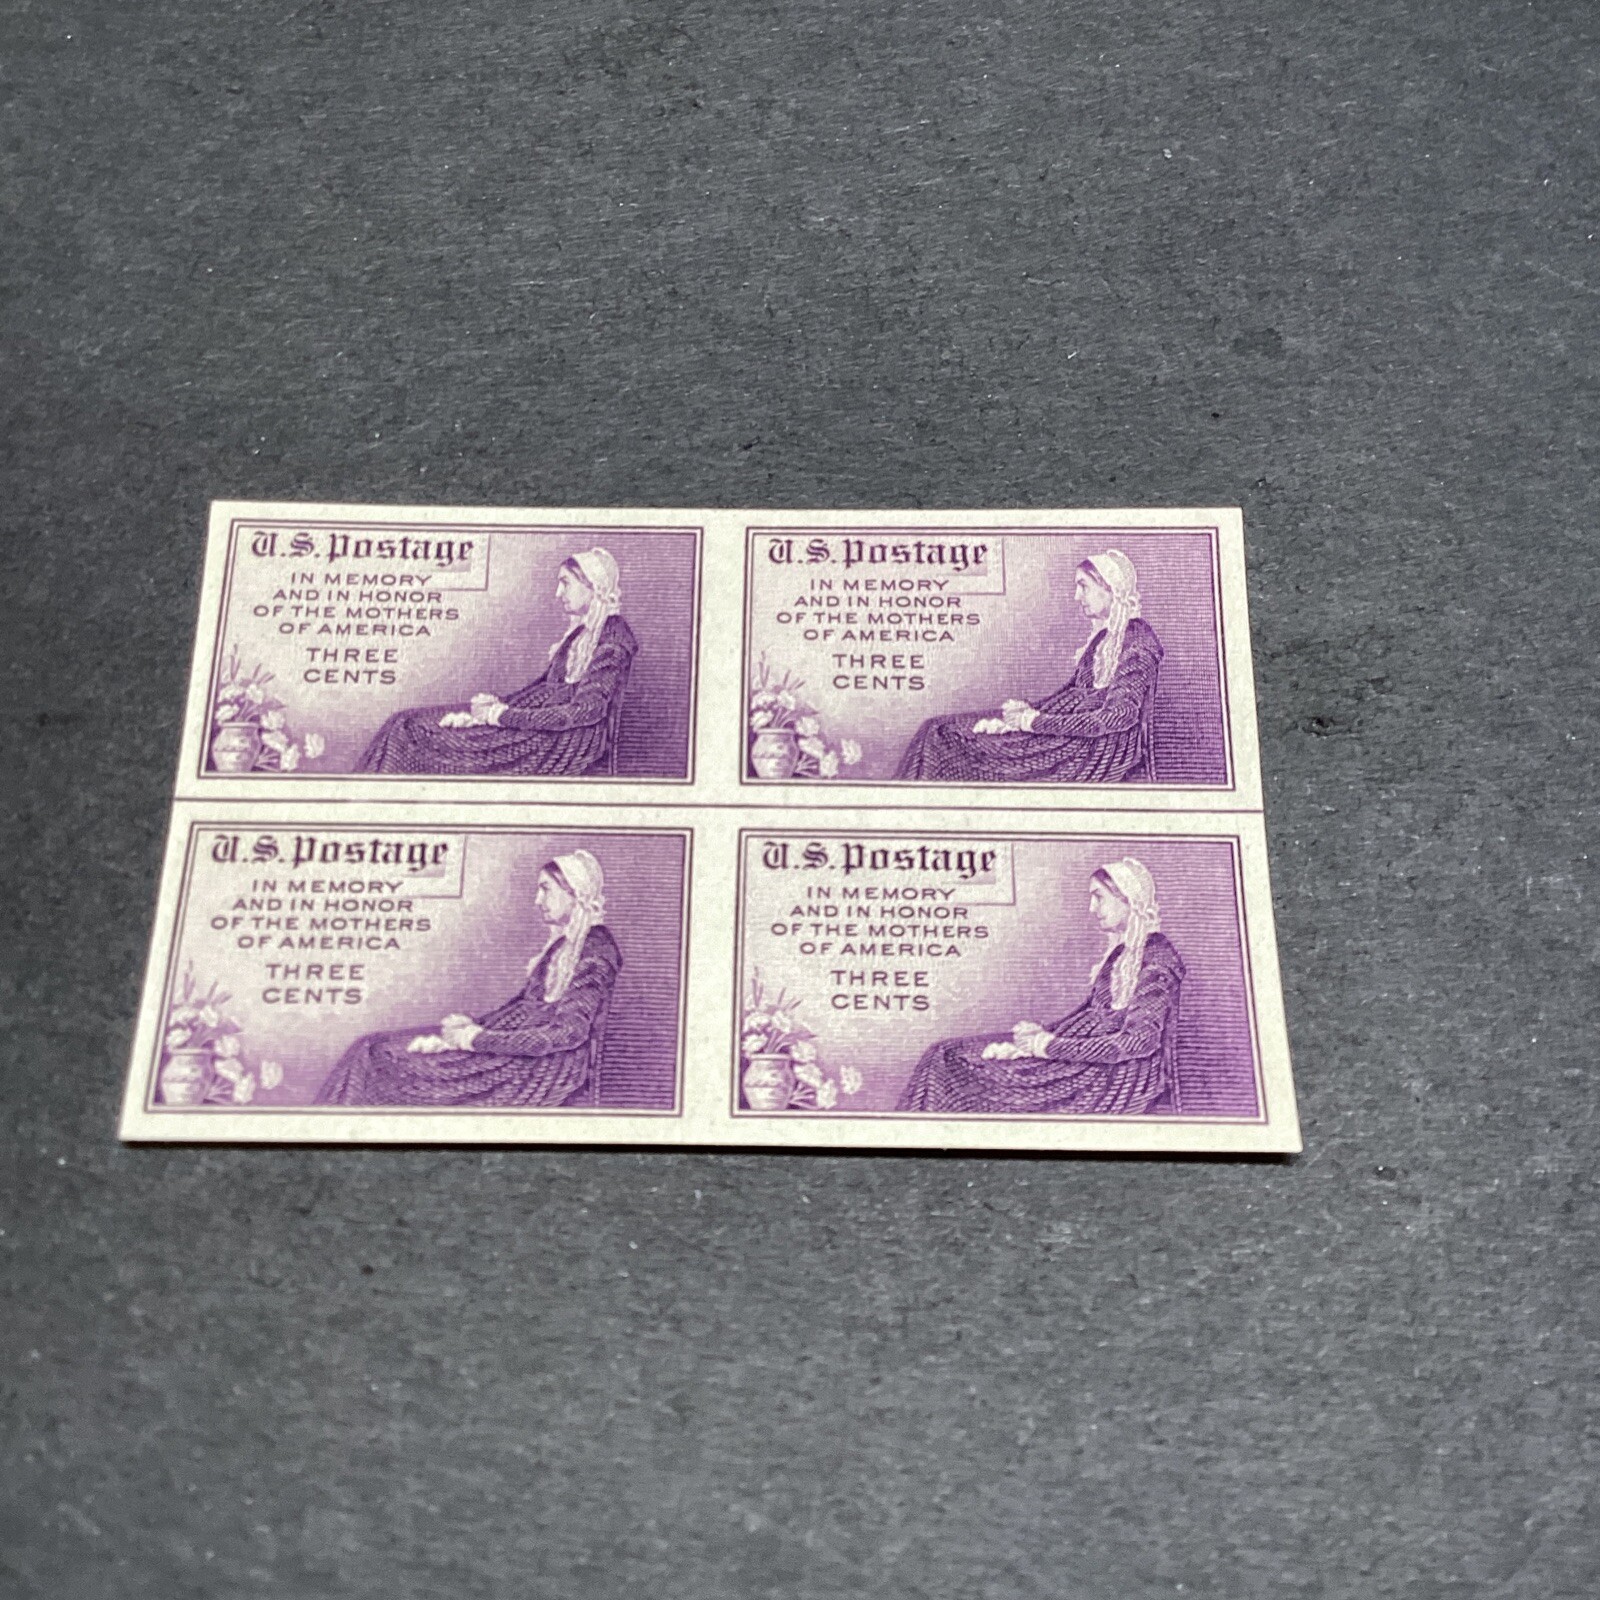 U.S. Postage
IN MEMORY
AND IN HONOR
OF THE MOTHERS
OF AMERICA
THREE
CENTS
U.S. Postage
IN MEMORY
AND IN HONOR
OF THE MOTHERS
OF AMERICA
THREE
CENTS
U.S. Postage
IN MEMORY
AND IN HONOR
OF THE MOTHERS
OF AMERICA
THREE
CENTS
U.S. Postage
IN MEMORY
AND IN HONOR
OF THE MOTHERS
OF AMERICA
THREE
CENTS